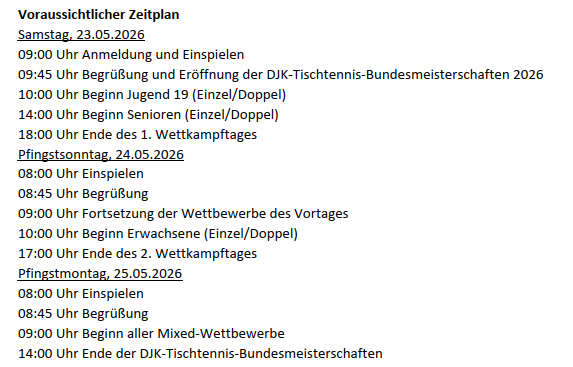 Voraussichtlicher Zeitplan
Samstag, 23.05.2026
09:00 Uhr Anmeldung und Einspielen
09:45 Uhr Begrüßung und Eröffnung der DJK-Tischtennis-Bundesmeisterschaften 2026
10:00 Uhr Beginn Jugend 19 (Einzel/Doppel)
14:00 Uhr Beginn Senioren (Einzel/Doppel)
18:00 Uhr Ende des 1. Wettkampftages
Pfingstsonntag, 24.05.2026
08:00 Uhr Einspielen
08:45 Uhr Begrüßung
09:00 Uhr Fortsetzung der Wettbewerbe des Vortages
10:00 Uhr Beginn Erwachsene (Einzel/Doppel)
17:00 Uhr Ende des 2. Wettkampftages
Pfingstmontag, 25.05.2026
08:00 Uhr Einspielen
08:45 Uhr Begrüßung
09:00 Uhr Beginn aller Mixed-Wettbewerbe
14:00 Uhr Ende der DJK-Tischtennis-Bundesmeisterschaften